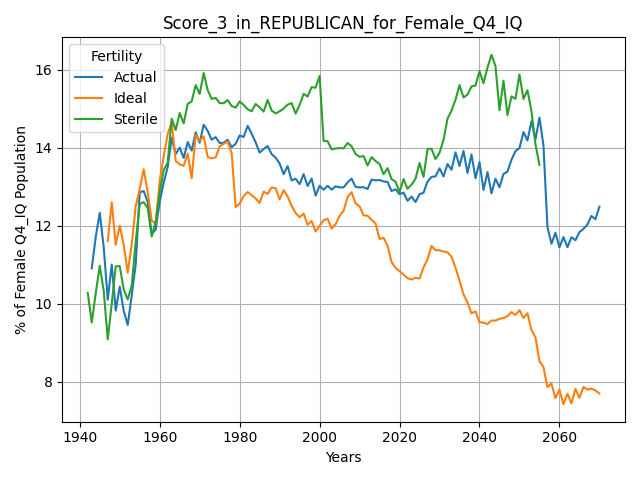 Score_3_in_REPUBLICAN_for_Female_Q4_IQ
Fertility
Actual
Ideal
Sterile
16
14
12
10
8
% of Female Q4_IQ Population
1940
1960
1980
2000
2020
2040
2060
Years